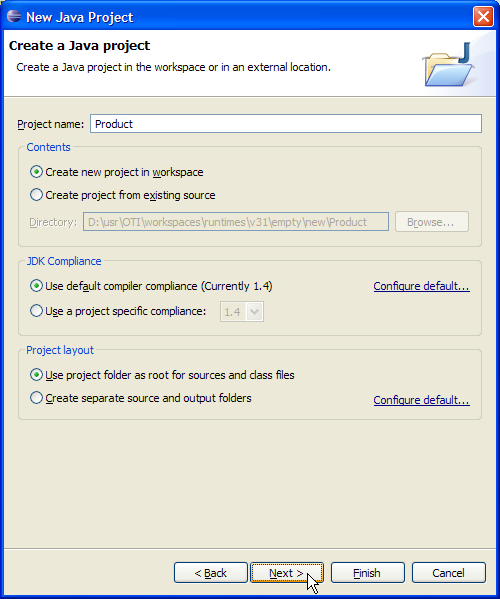 New Java Project
Create a Java project
Create a Java project in the workspace or in an external location.
Project name: Product
Contents
Create new project in workspace
Create project from existing source
Directory: D:\usr\OTI\workspaces\runtimes\v31\empty\new\Product Browse...
JDK Compliance
Use default compiler compliance (Currently 1.4) Configure default...
Use a project specific compliance: 1.4
Project layout
Use project folder as root for sources and class files
Create separate source and output folders Configure default...
< Back Next > Finish Cancel